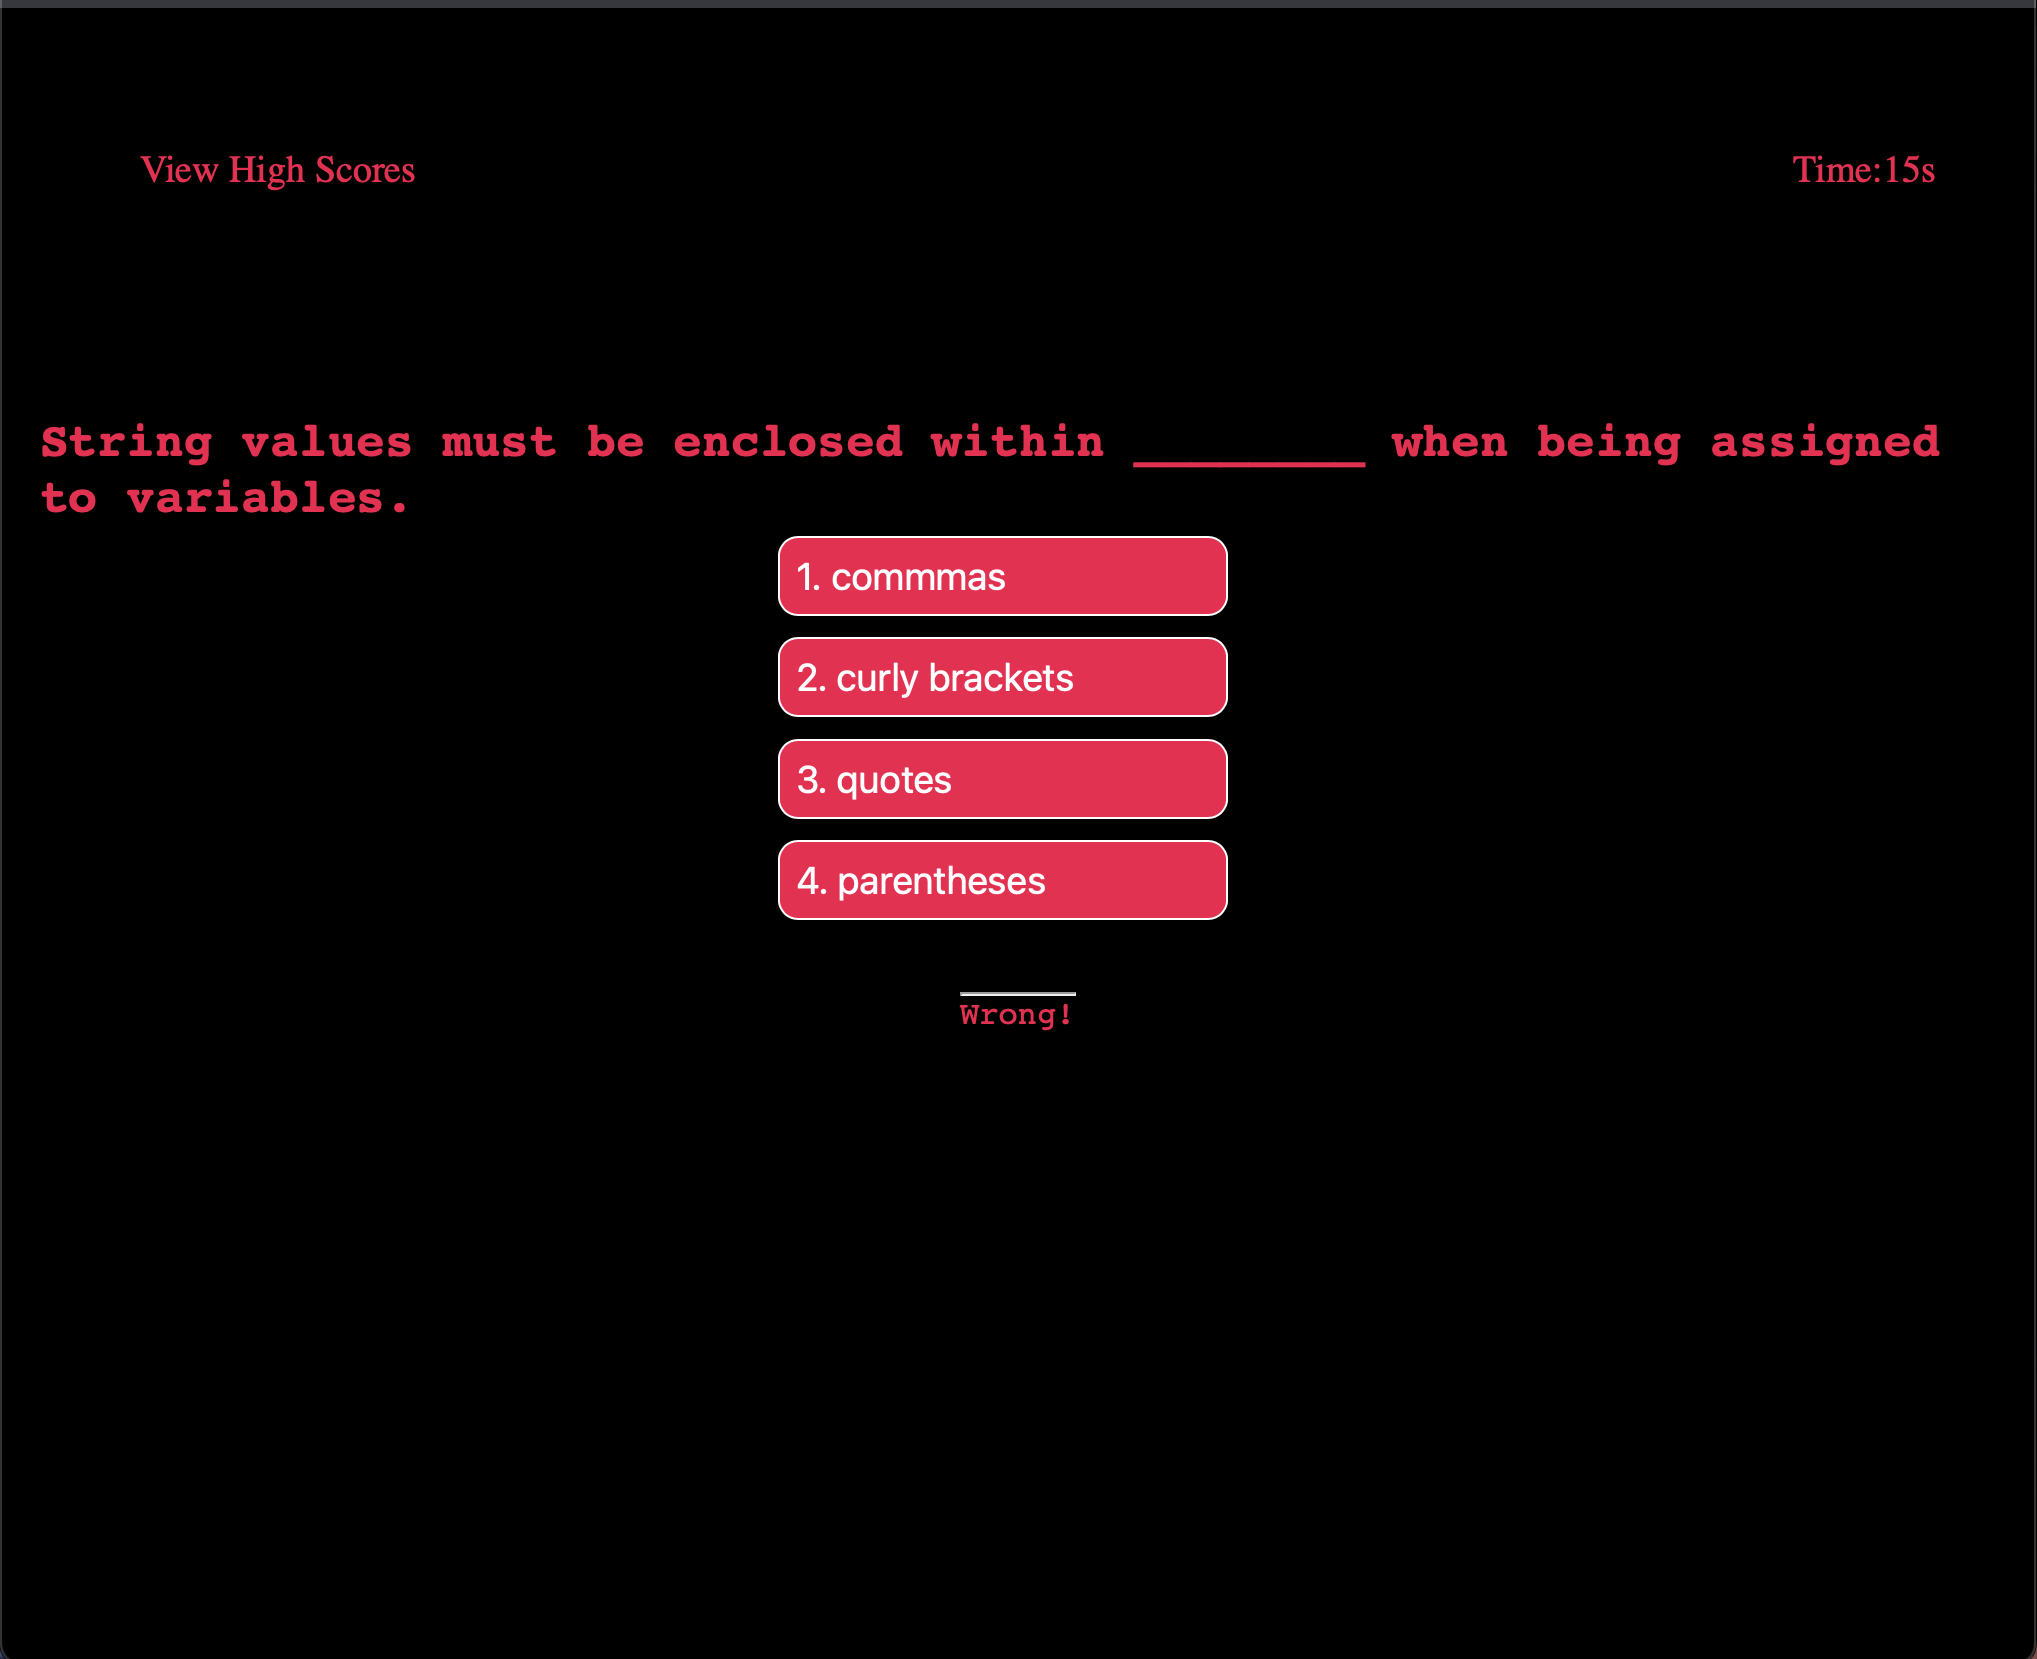 View High Scores
Time:15s
String values must be enclosed within ________ when being assigned
to variables.
1. commmas
2. curly brackets
3. quotes
4. parentheses
Wrong!